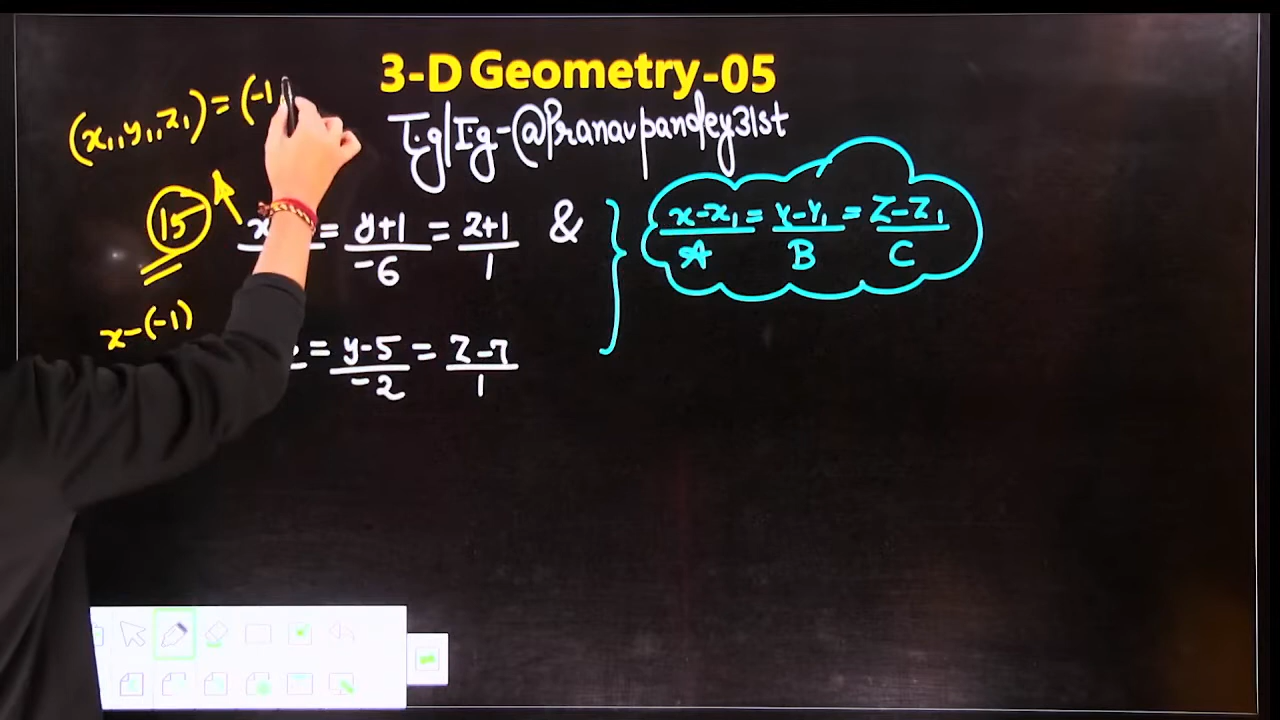 3-D Geometry-05
(x₁, y₁, z₁) = (-1
T.g/I.g-@Pranavpandey31st
15
x = y+1/-6 = z+1/1 &
x-x₁/A = y-y₁/B = z-z₁/C
x-(-1)
= y-5/-2 = z-7/1